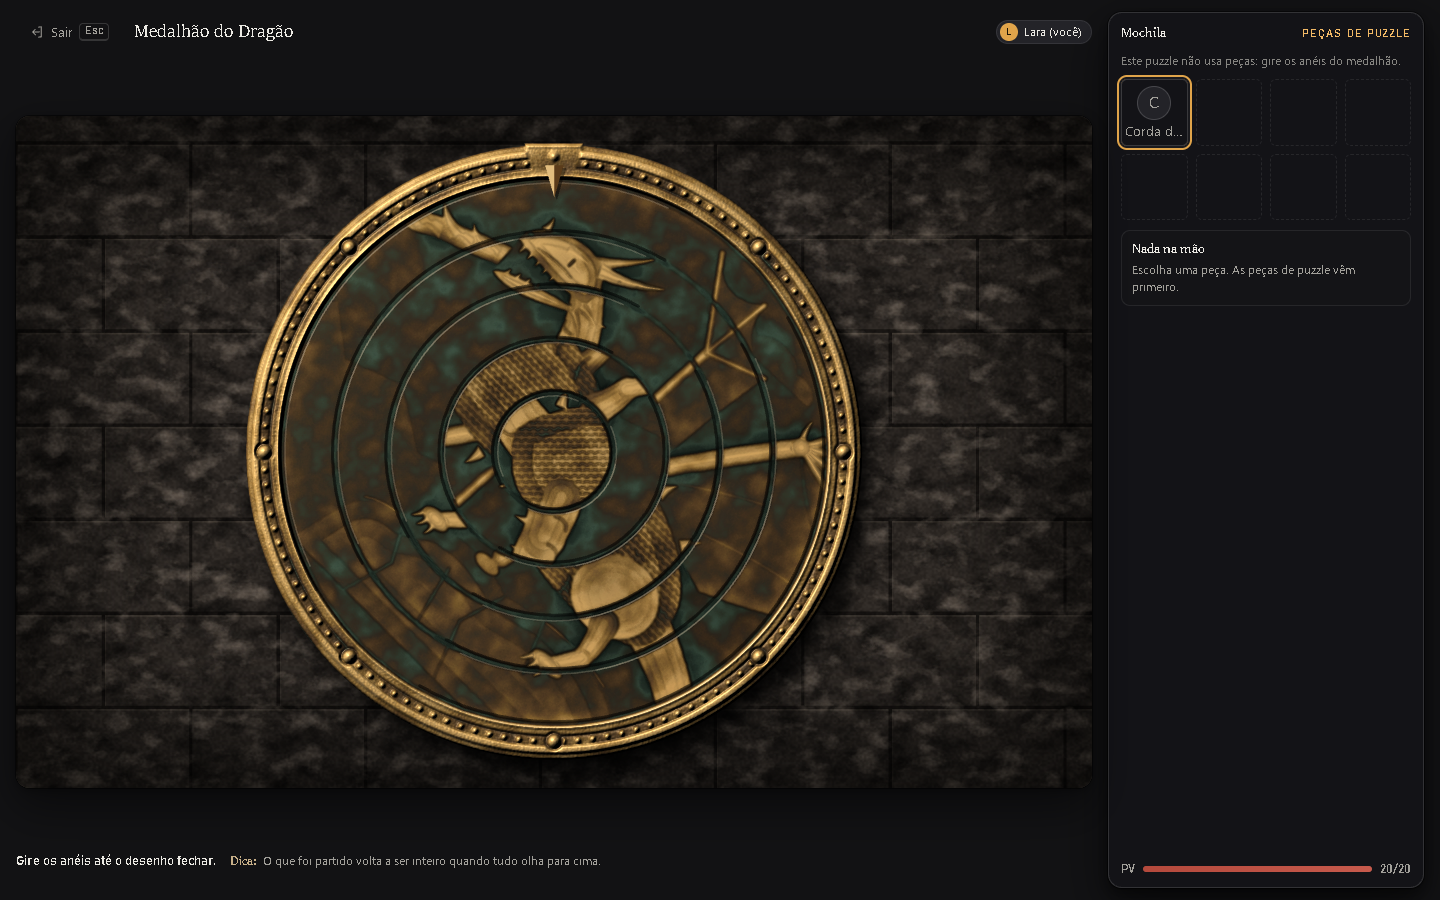 Sair Esc Medalhão do Dragão
L Lara (você)
Mochila PEÇAS DE PUZZLE
Este puzzle não usa peças: gire os anéis do medalhão.
C
Corda d...
Nada na mão
Escolha uma peça. As peças de puzzle vêm
primeiro.
Gire os anéis até o desenho fechar. Dica: O que foi partido volta a ser inteiro quando tudo olha para cima.
PV 20/20